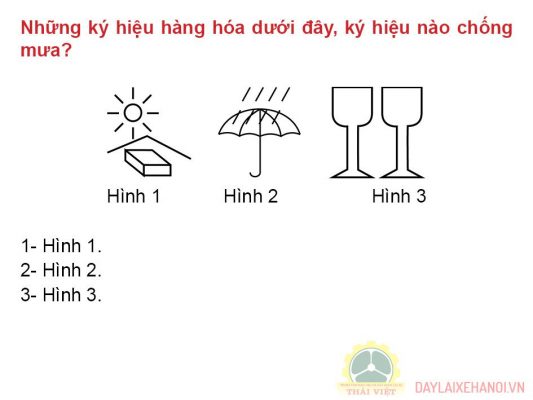 Những ký hiệu hàng hóa dưới đây, ký hiệu nào chống
mưa?
Hình 1 Hình 2 Hình 3
1- Hình 1.
2- Hình 2.
3- Hình 3.
THÁI VIỆT
DAYLAIXEHANOI.VN